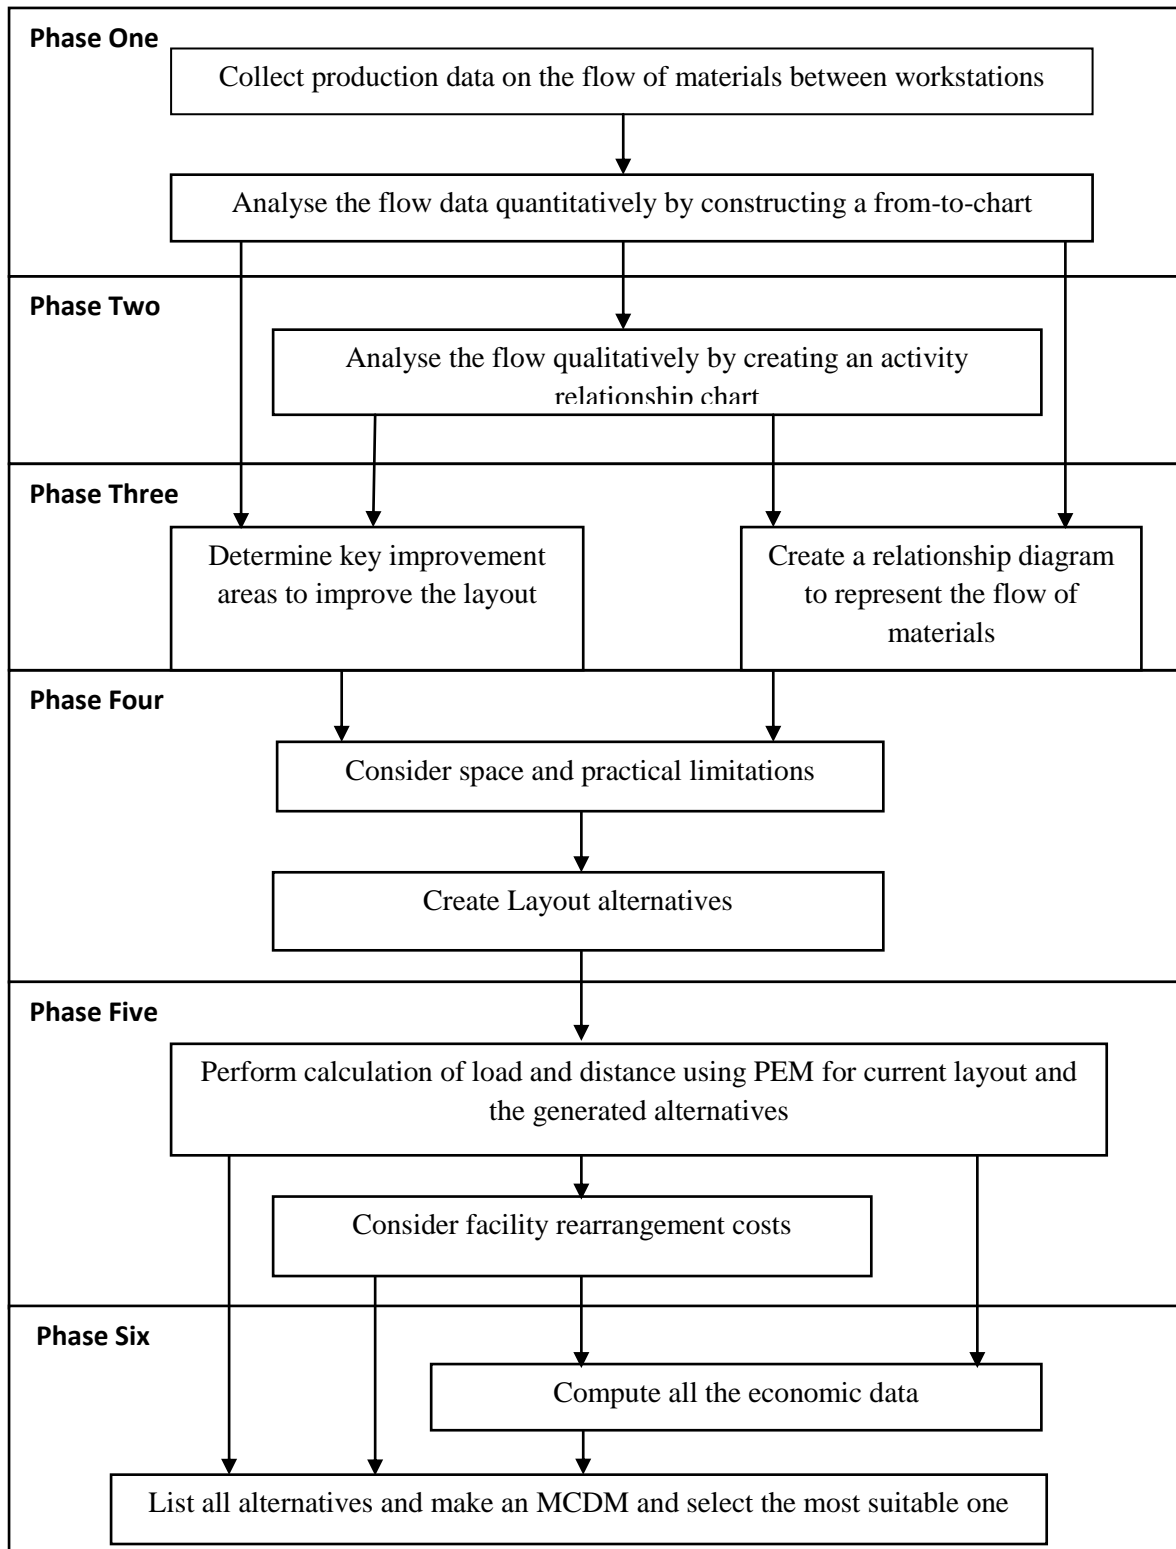 Phase One
Collect production data on the flow of materials between workstations
Analyse the flow data quantitatively by constructing a from-to-chart
Phase Two
Analyse the flow qualitatively by creating an activity
relationship chart
Phase Three
Determine key improvement
areas to improve the layout
Create a relationship diagram
to represent the flow of
materials
Phase Four
Consider space and practical limitations
Create Layout alternatives
Phase Five
Perform calculation of load and distance using PEM for current layout and
the generated alternatives
Consider facility rearrangement costs
Phase Six
Compute all the economic data
List all alternatives and make an MCDM and select the most suitable one